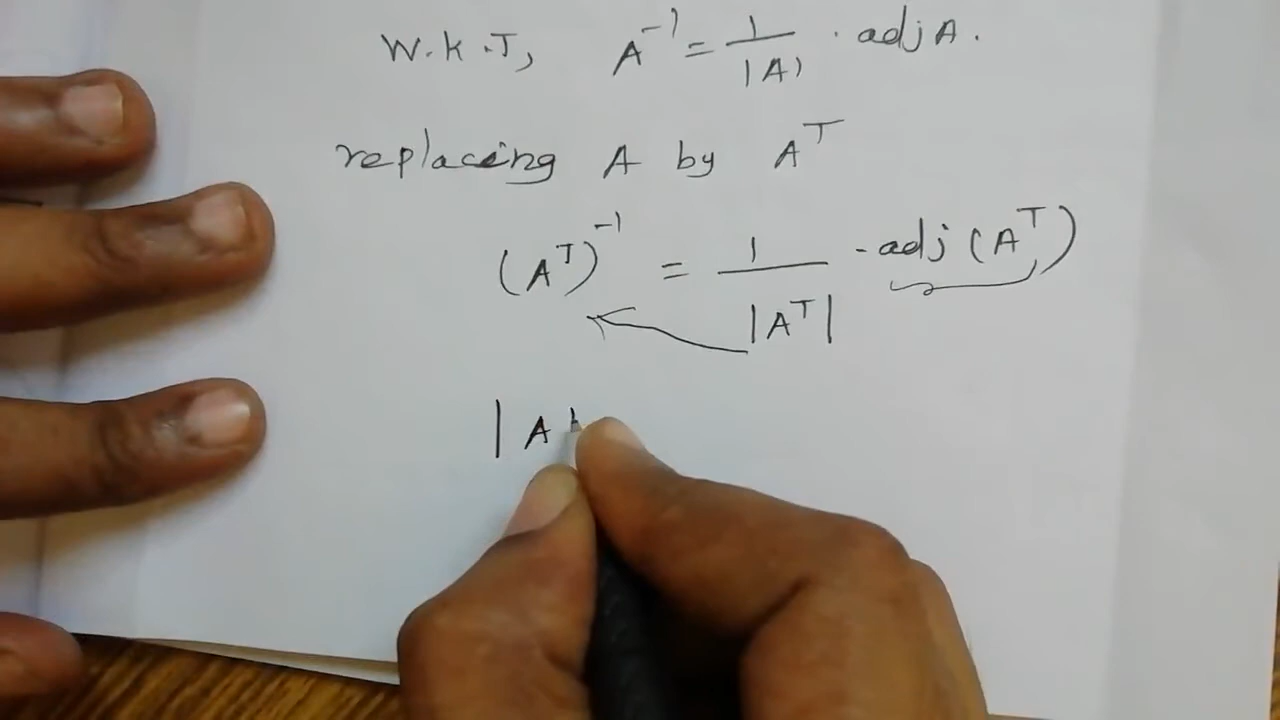 W.K.T, A⁻¹ = 1/|A| · adj A.
replacing A by Aᵀ
(Aᵀ)⁻¹ = 1/|Aᵀ| · adj (Aᵀ)
|A|